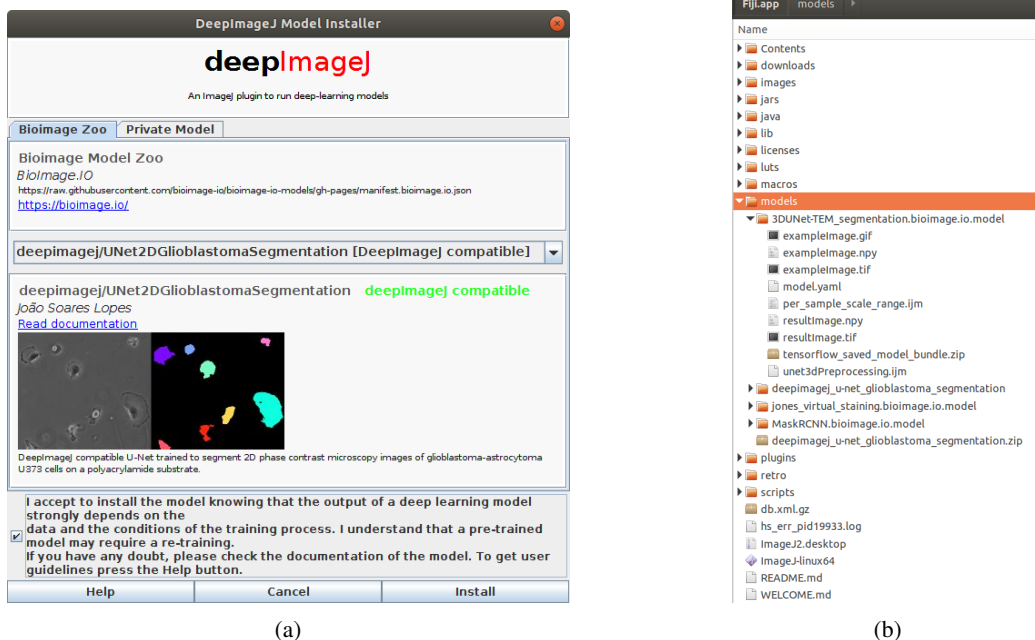 DeepImageJ Model Installer
deepImageJ
An ImageJ plugin to run deep-learning models
Bioimage Zoo
Private Model
Bioimage Model Zoo
BioImage.IO
https://raw.githubusercontent.com/bioimage-io/bioimage-io-models/gh-pages/manifest.bioimage.io.json
https://bioimage.io/
deepimagej/UNet2DGlioblastomaSegmentation [DeepImageJ compatible]
deepimagej/UNet2DGlioblastomaSegmentation deepImageJ compatible
João Soares Lopes
Read documentation
DeepImageJ compatible U-Net trained to segment 2D phase contrast microscopy images of glioblastoma-astrocytoma
U373 cells on a polyacrylamide substrate.
I accept to install the model knowing that the output of a deep learning model
strongly depends on the
data and the conditions of the training process. I understand that a pre-trained
model may require a re-training.
If you have any doubt, please check the documentation of the model. To get user
guidelines press the Help button.
Help
Cancel
Install
(a)
Fiji.app
models
Name
Contents
downloads
images
jars
java
lib
licenses
luts
macros
models
3DUNet-TEM_segmentation.bioimage.io.model
exampleImage.gif
exampleImage.npy
exampleImage.tif
model.yaml
per_sample_scale_range.ijm
resultImage.npy
resultImage.tif
tensorflow_saved_model_bundle.zip
unet3dPreprocessing.ijm
deepimagej_u-net_glioblastoma_segmentation
jones_virtual_staining.bioimage.io.model
MaskRCNN.bioimage.io.model
deepimagej_u-net_glioblastoma_segmentation.zip
plugins
retro
scripts
db.xml.gz
hs_err_pid19933.log
ImageJ2.desktop
ImageJ-linux64
README.md
WELCOME.md
(b)